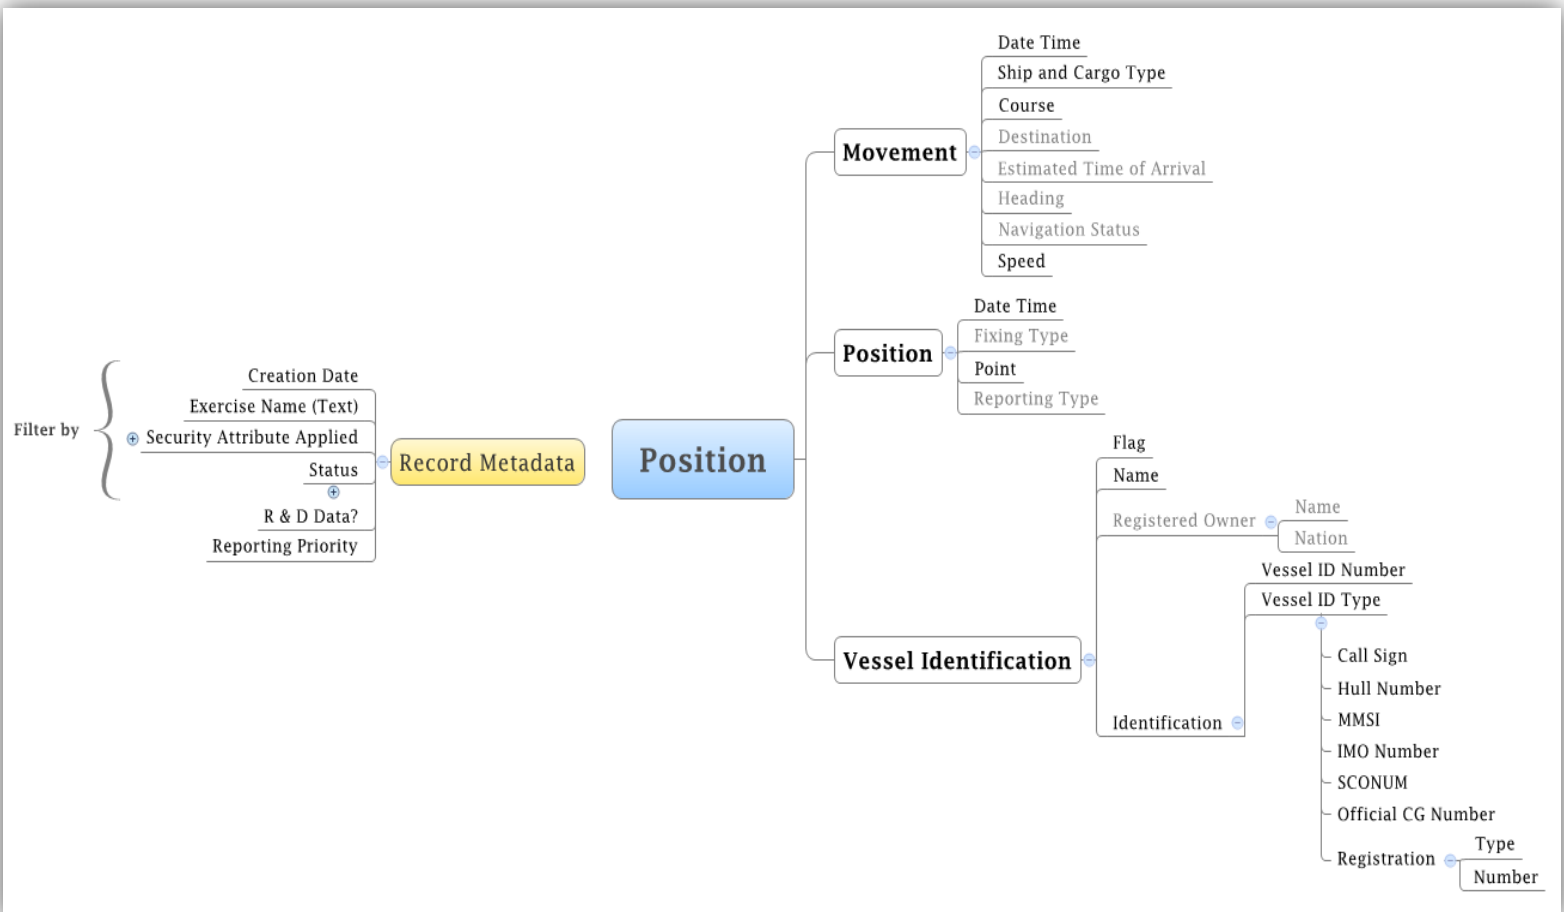 Filter by
Creation Date
Exercise Name (Text)
Security Attribute Applied
Status
R & D Data?
Reporting Priority
Record Metadata
Position
Movement
Date Time
Ship and Cargo Type
Course
Destination
Estimated Time of Arrival
Heading
Navigation Status
Speed
Position
Date Time
Fixing Type
Point
Reporting Type
Vessel Identification
Flag
Name
Registered Owner
Name
Nation
Identification
Vessel ID Number
Vessel ID Type
Call Sign
Hull Number
MMSI
IMO Number
SCONUM
Official CG Number
Registration
Type
Number